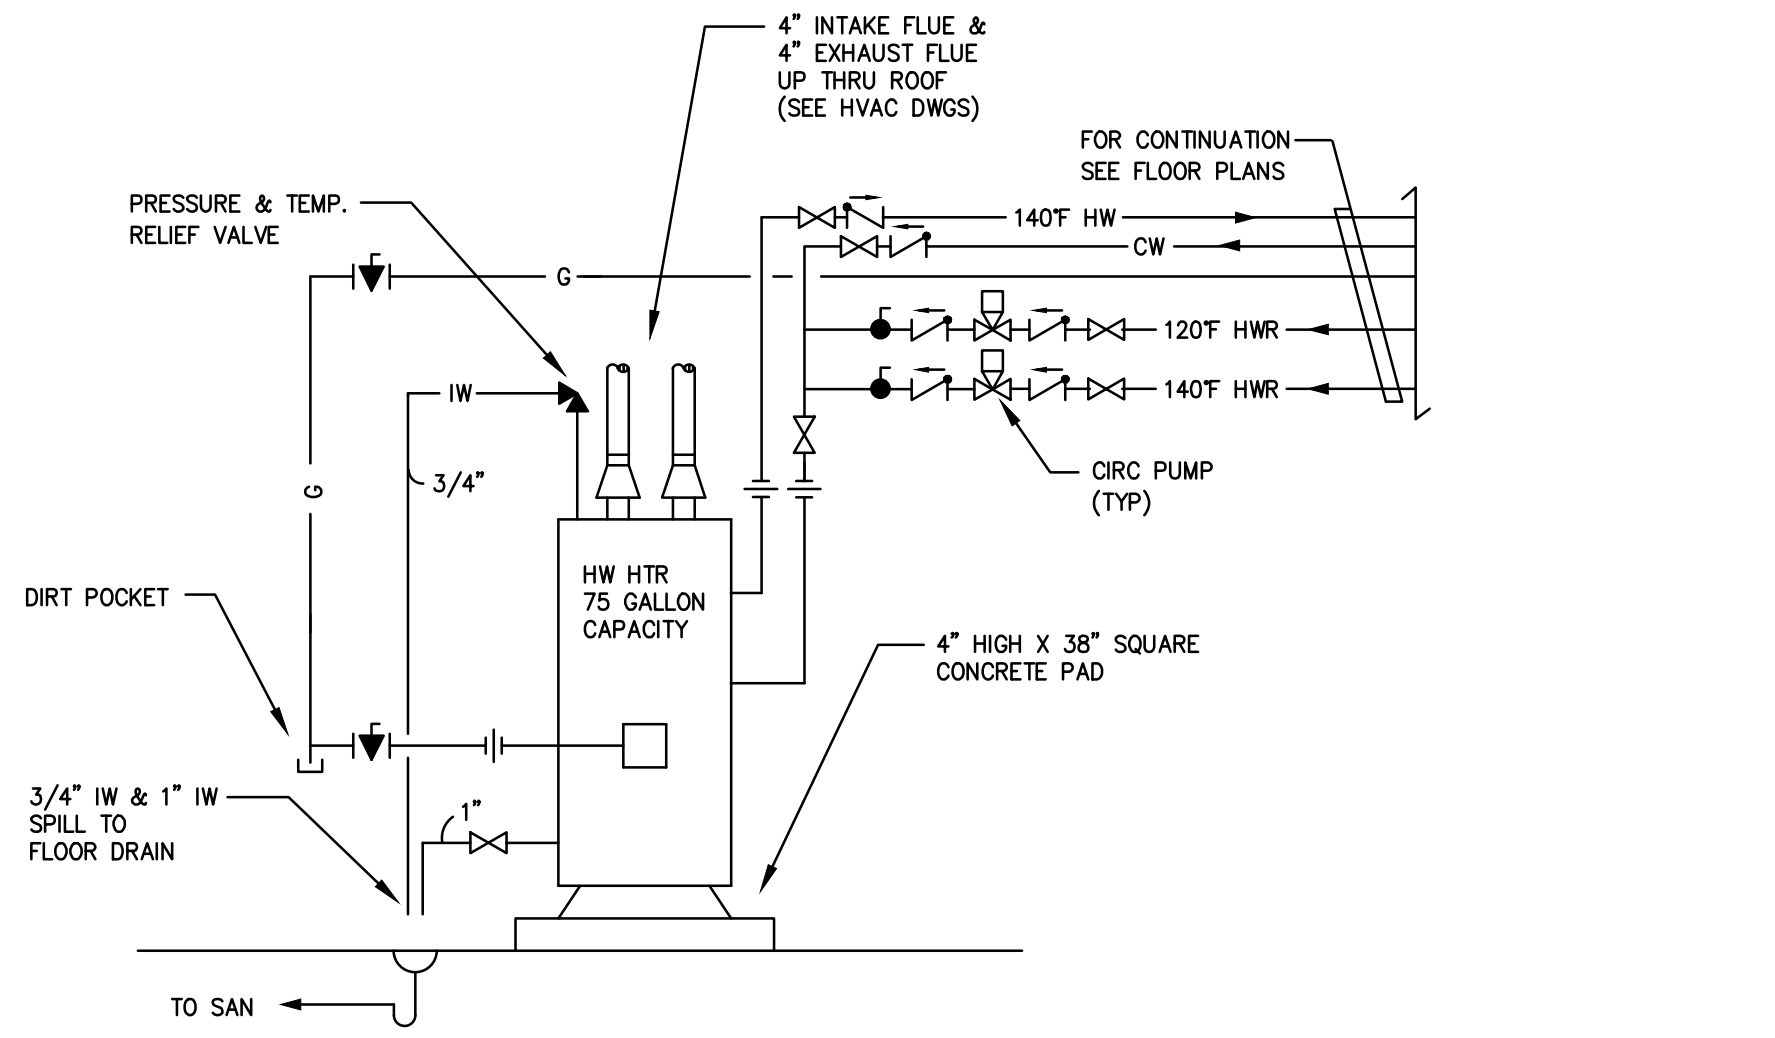 4” INTAKE FLUE &
4” EXHAUST FLUE
UP THRU ROOF
(SEE HVAC DWGS)
FOR CONTINUATION
SEE FLOOR PLANS
PRESSURE & TEMP.
RELIEF VALVE
140°F HW
CW
G
120°F HWR
140°F HWR
IW
3/4”
G
CIRC PUMP
(TYP)
HW HTR
75 GALLON
CAPACITY
DIRT POCKET
4” HIGH X 38” SQUARE
CONCRETE PAD
3/4” IW & 1” IW
SPILL TO
FLOOR DRAIN
1”
TO SAN